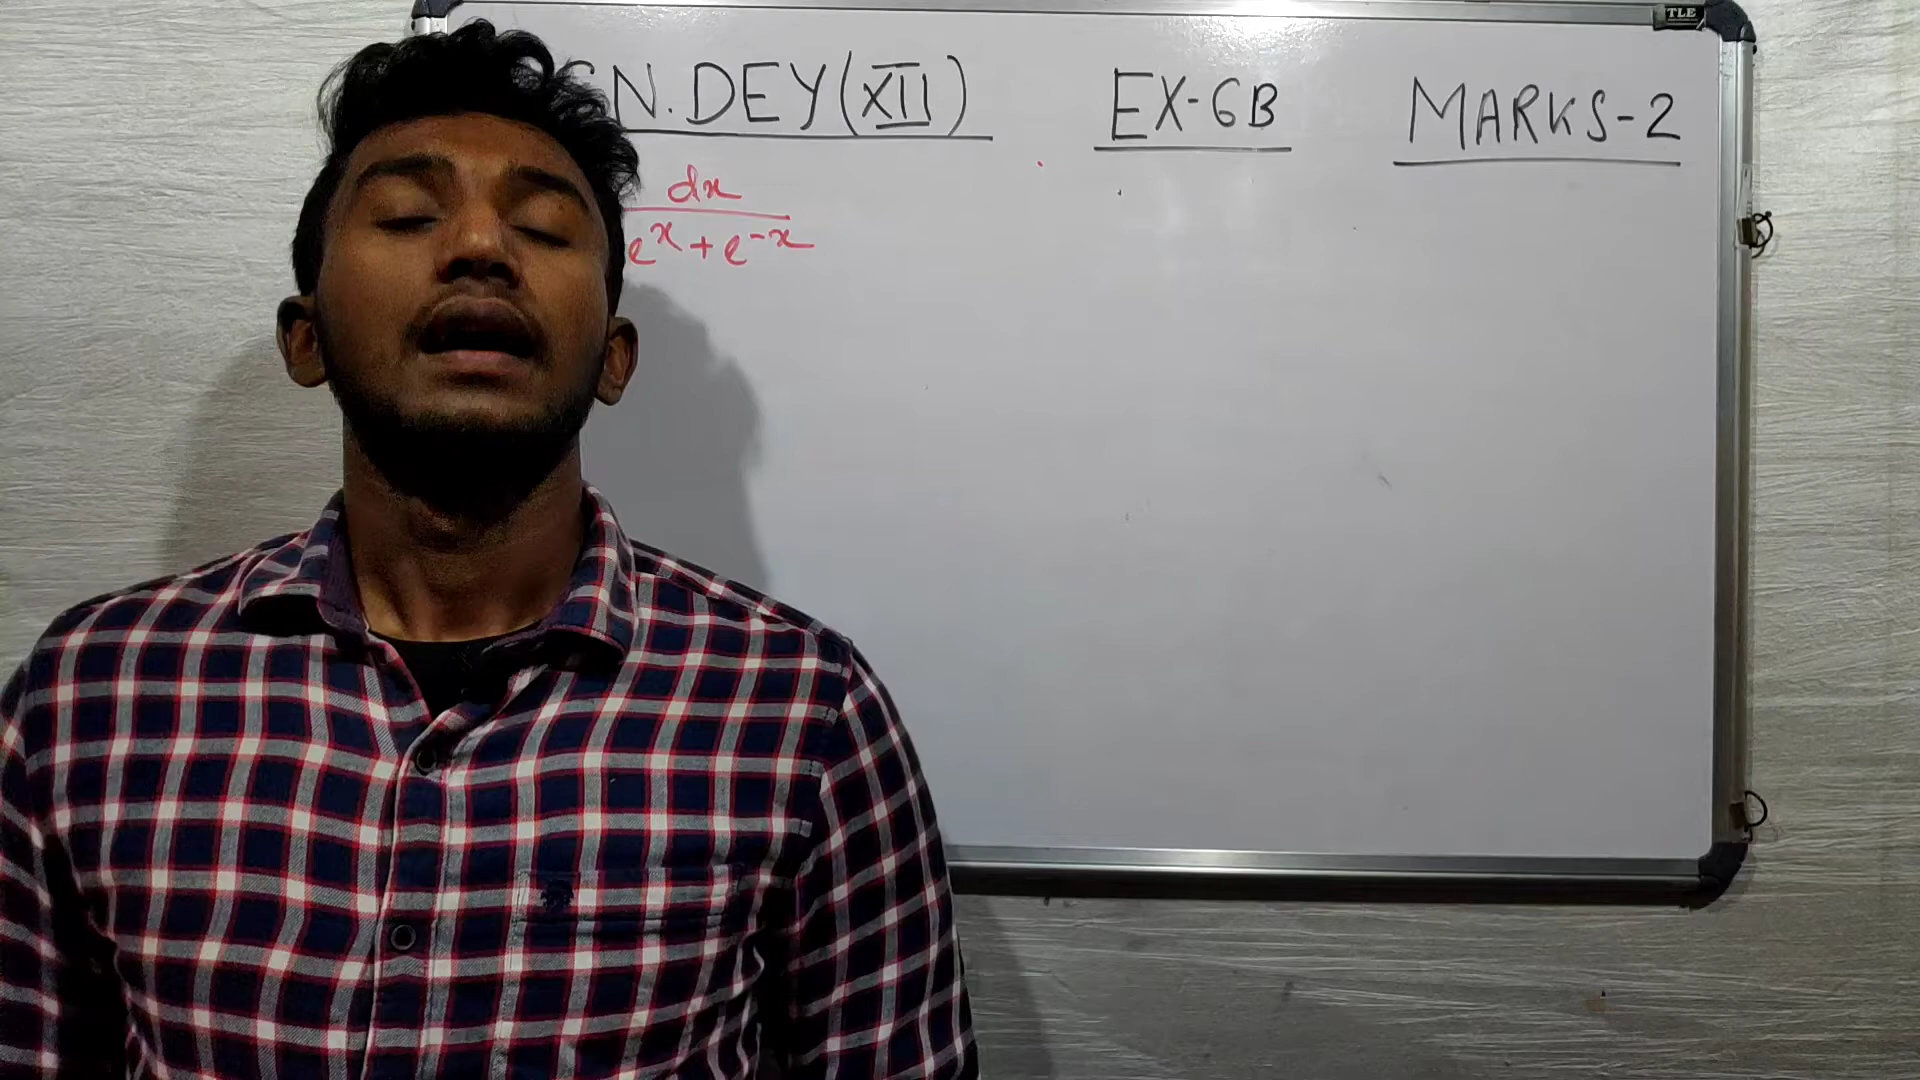 N.DEY (XII) EX-6B MARKS-2
dx
e^x + e^-x
TLE